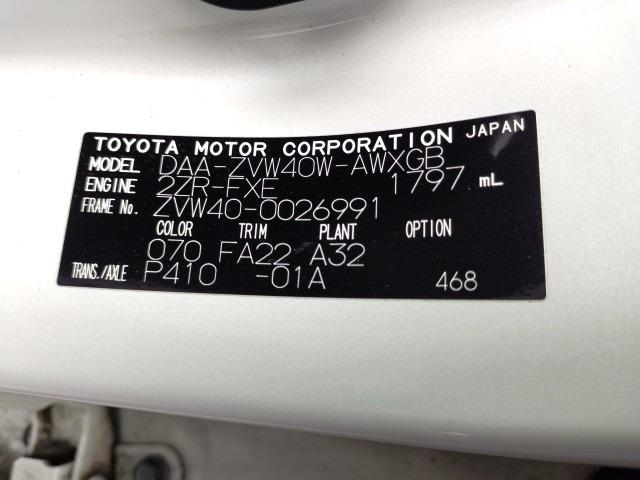 TOYOTA MOTOR CORPORATION JAPAN
MODEL DAA-ZVW40W-AWXGB
ENGINE 2ZR-FXE 1797 mL
FRAME No. ZVW40-0026991
COLOR TRIM PLANT OPTION
070 FA22 A32
TRANS./AXLE P410 -01A 468